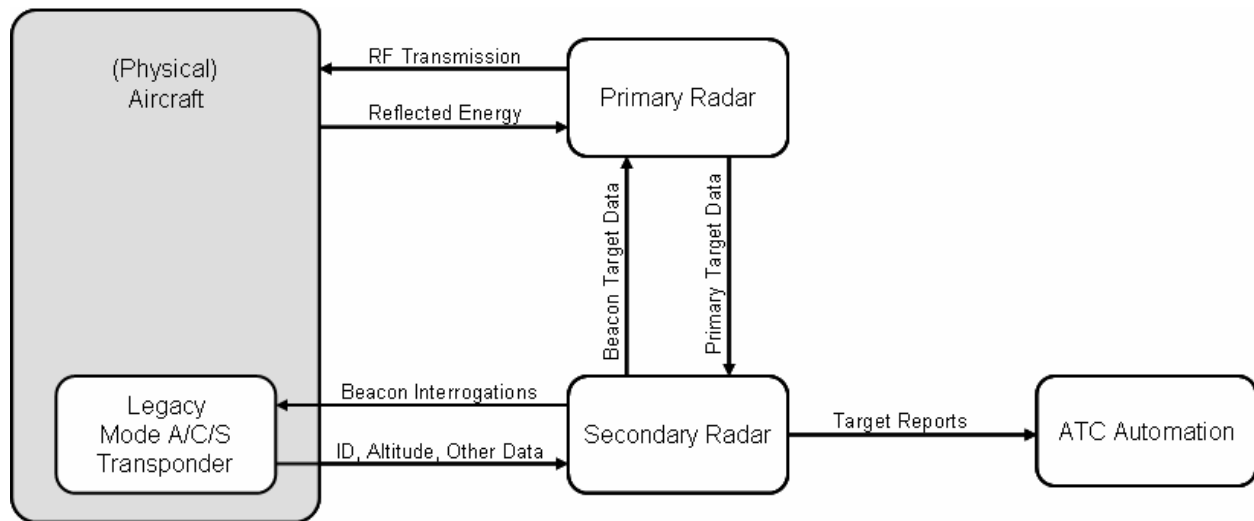 (Physical)
Aircraft
RF Transmission
Reflected Energy
Primary Radar
Beacon Target Data
Primary Target Data
Legacy
Mode A/C/S
Transponder
Beacon Interrogations
ID, Altitude, Other Data
Secondary Radar
Target Reports
ATC Automation